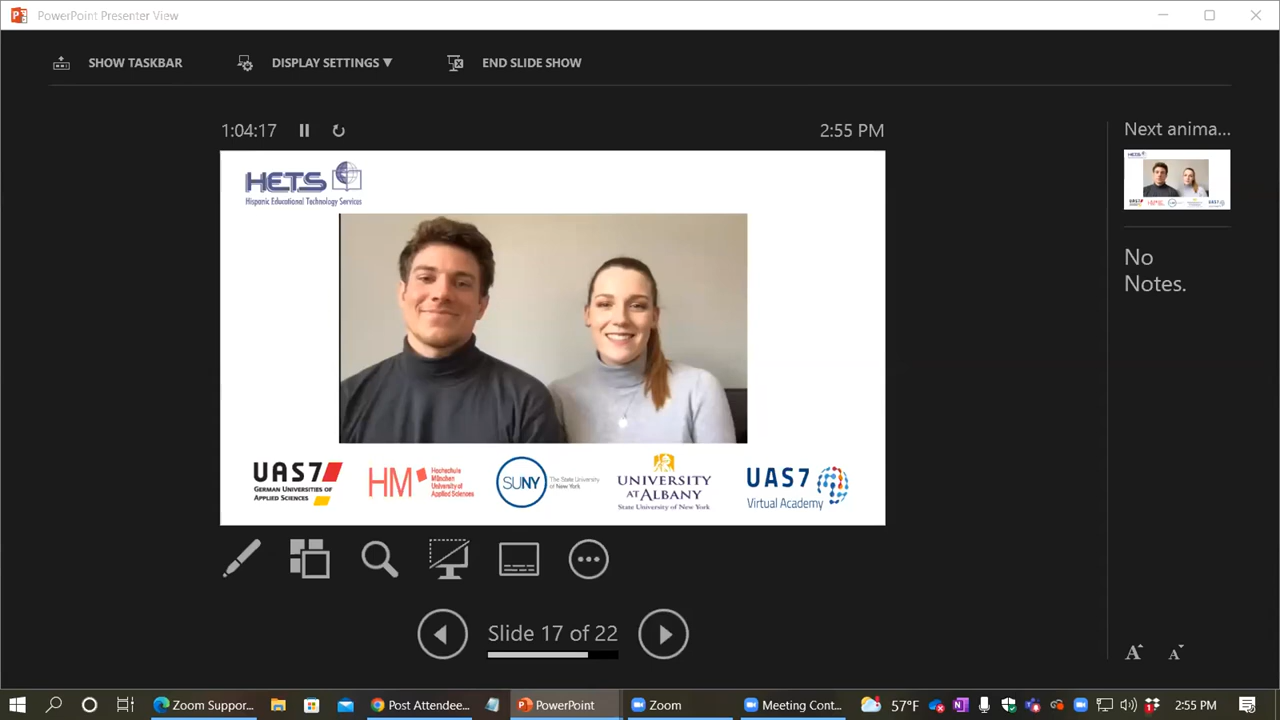 PowerPoint Presenter View
SHOW TASKBAR
DISPLAY SETTINGS ▼
END SLIDE SHOW
1:04:17
2:55 PM
Next anima...
HETS
Hispanic Educational Technology Services
UAS7
GERMAN UNIVERSITIES OF
APPLIED SCIENCES
HM
Hochschule
München
University of
Applied Sciences
SUNY
The State University
of New York
UNIVERSITY
AT ALBANY
State University of New York
UAS7
Virtual Academy
No
Notes.
Slide 17 of 22
A A
Zoom Suppor...
Post Attendee...
PowerPoint
Zoom
Meeting Cont...
57°F
2:55 PM